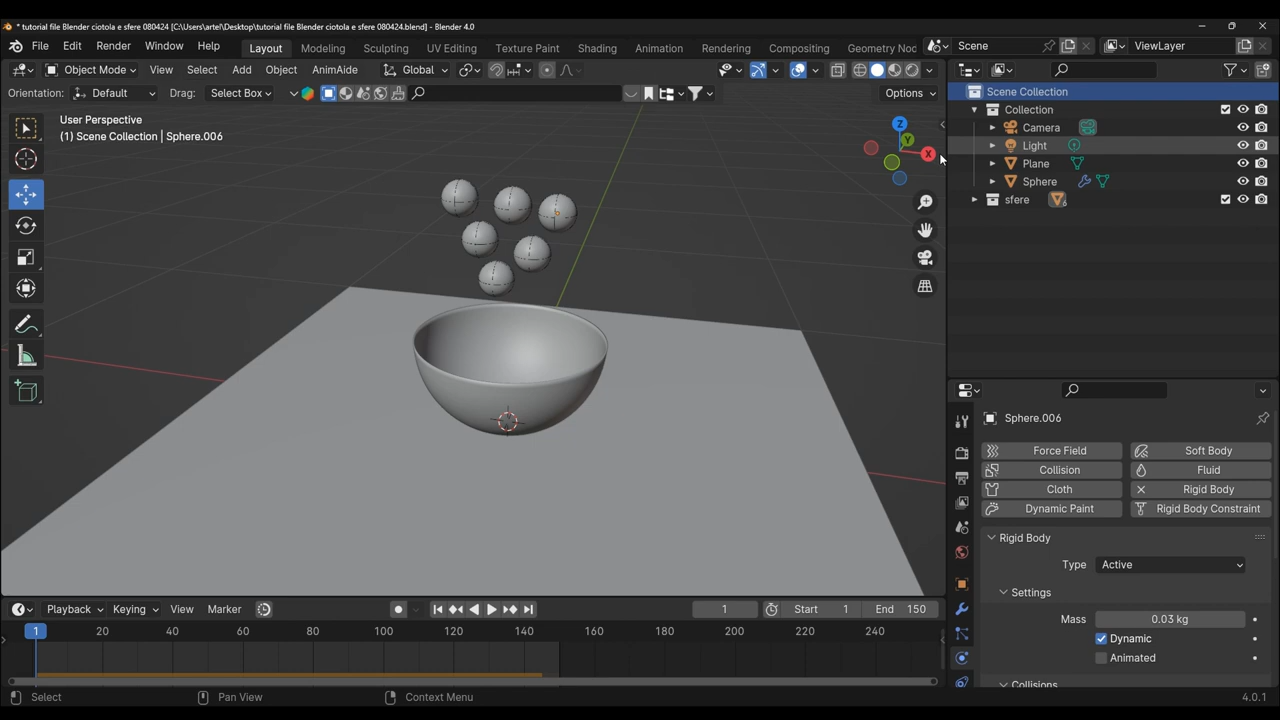 * tutorial file Blender ciotola e sfere 080424 [C:\Users\artel\Desktop\tutorial file Blender ciotola e sfere 080424.blend] - Blender 4.0
File Edit Render Window Help Layout Modeling Sculpting UV Editing Texture Paint Shading Animation Rendering Compositing Geometry Nod Scene ViewLayer
Object Mode View Select Add Object AnimAide Global
Orientation: Default Drag: Select Box Options
User Perspective
(1) Scene Collection | Sphere.006
Z
Y
X
Scene Collection
Collection
Camera
Light
Plane
Sphere
sfere 6
Sphere.006
Force Field Soft Body
Collision Fluid
Cloth Rigid Body
Dynamic Paint Rigid Body Constraint
Rigid Body
Type Active
Settings
Mass 0.03 kg
Dynamic
Animated
Collisions
Playback Keying View Marker 1 Start 1 End 150
1 20 40 60 80 100 120 140 160 180 200 220 240
Select Pan View Context Menu 4.0.1